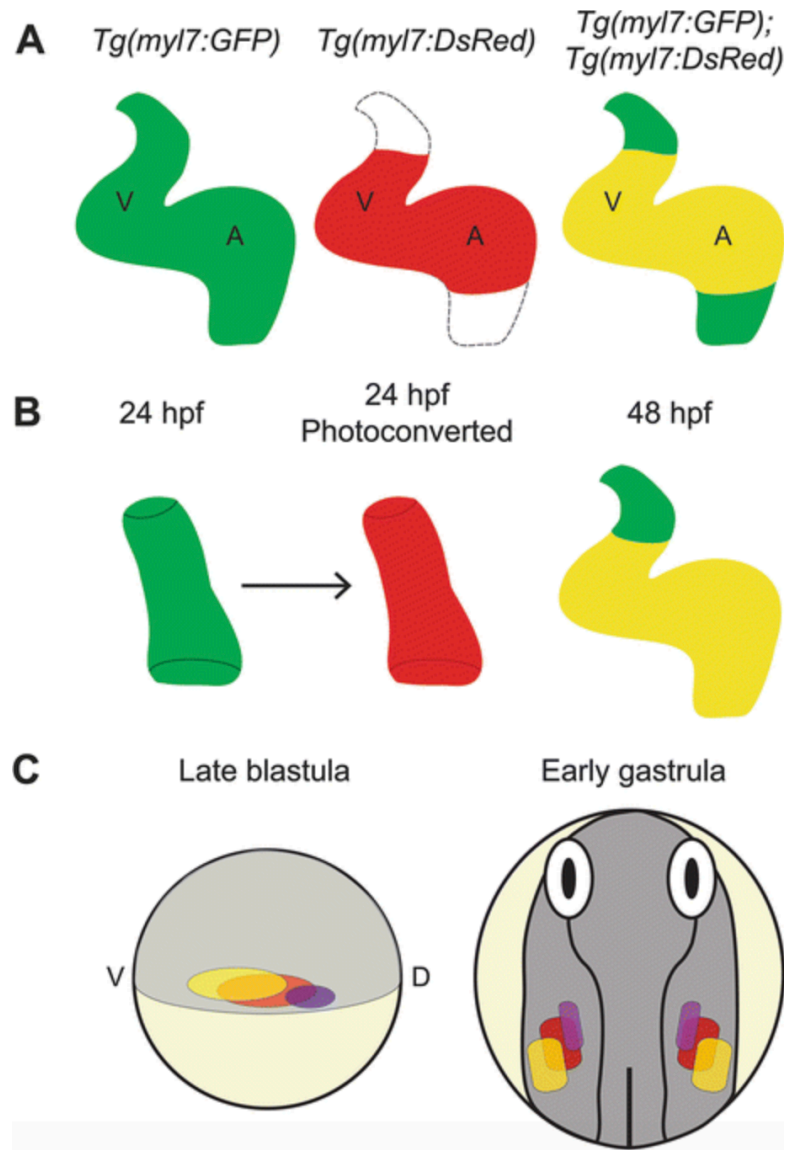 A
Tg(myl7:GFP)
Tg(myl7:DsRed)
Tg(myl7:GFP);
Tg(myl7:DsRed)
V
A
V
A
V
A
B
24 hpf
24 hpf
Photoconverted
48 hpf
C
Late blastula
Early gastrula
V
D